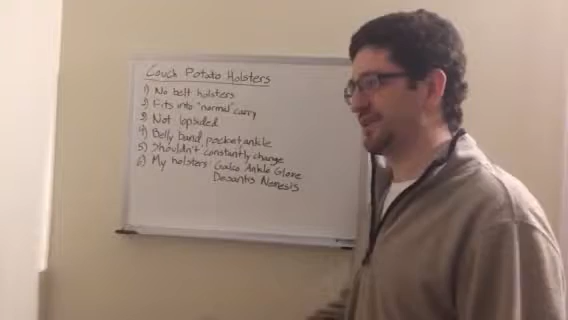 Couch Potato Holsters
1) No belt holsters
2) Fits into "normal" carry
3) Not lopsided
4) Belly band, pocket, ankle
5) Shouldn't constantly change
6) My holsters: Galco Ankle Glove
Desantis Nemesis